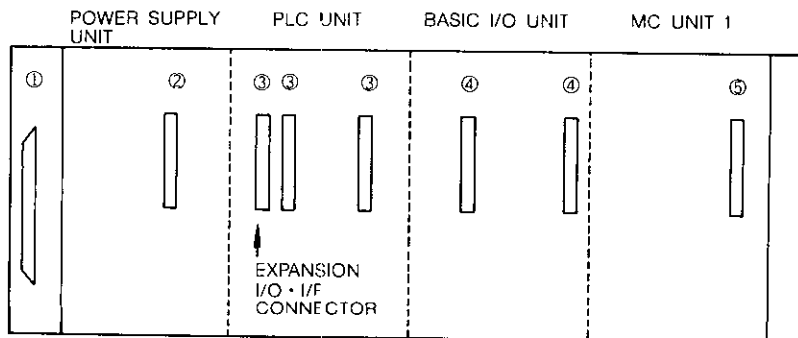 POWER SUPPLY UNIT
PLC UNIT
BASIC I/O UNIT
MC UNIT 1
① ② ③ ③ ③ ④ ④ ⑤
EXPANSION
I/O・I/F
CONNECTOR